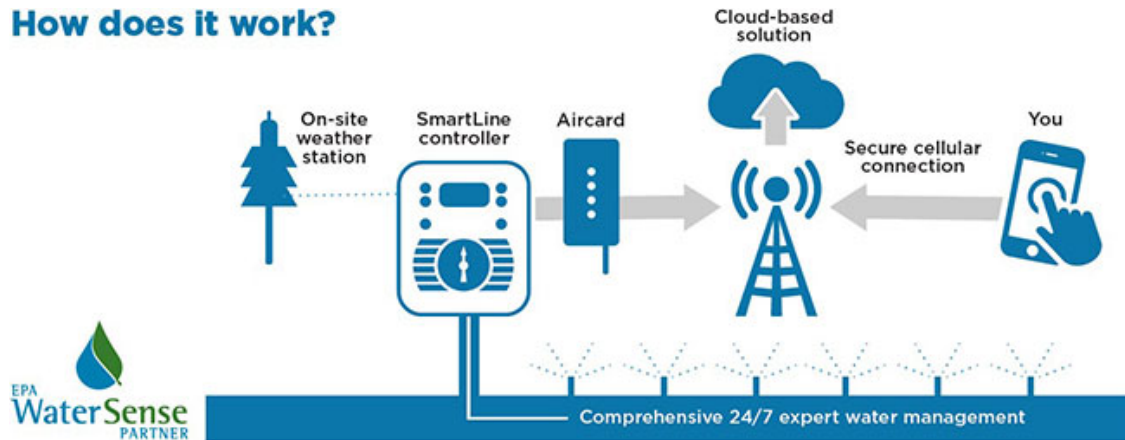 How does it work?
Cloud-based
solution
On-site
weather
station
SmartLine
controller
Aircard
Secure cellular
connection
You
EPA
WaterSense
PARTNER
Comprehensive 24/7 expert water management